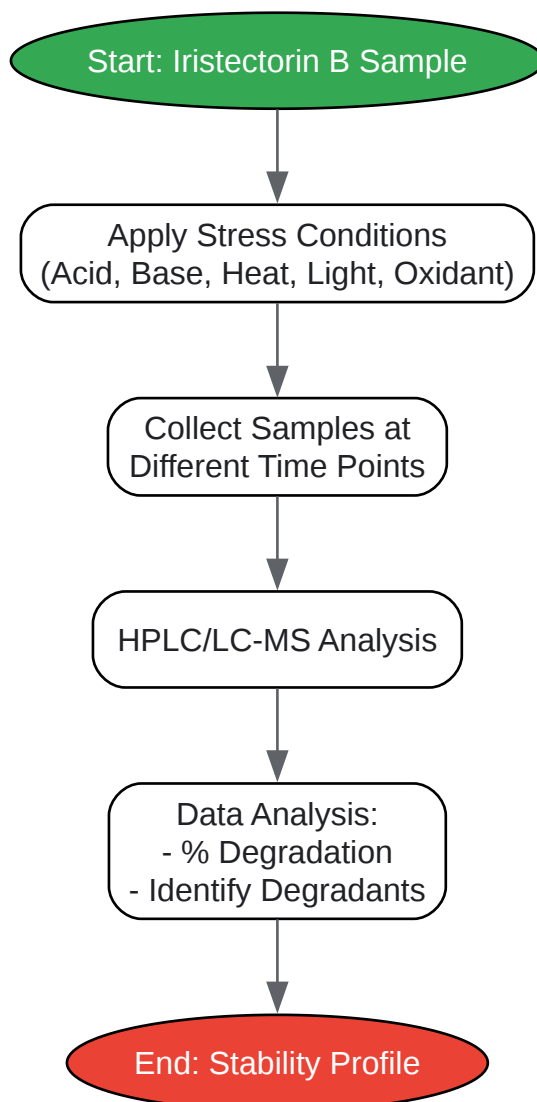 Start: Iristectorin B Sample
Apply Stress Conditions
(Acid, Base, Heat, Light, Oxidant)
Collect Samples at
Different Time Points
HPLC/LC-MS Analysis
Data Analysis:
- % Degradation
- Identify Degradants
End: Stability Profile